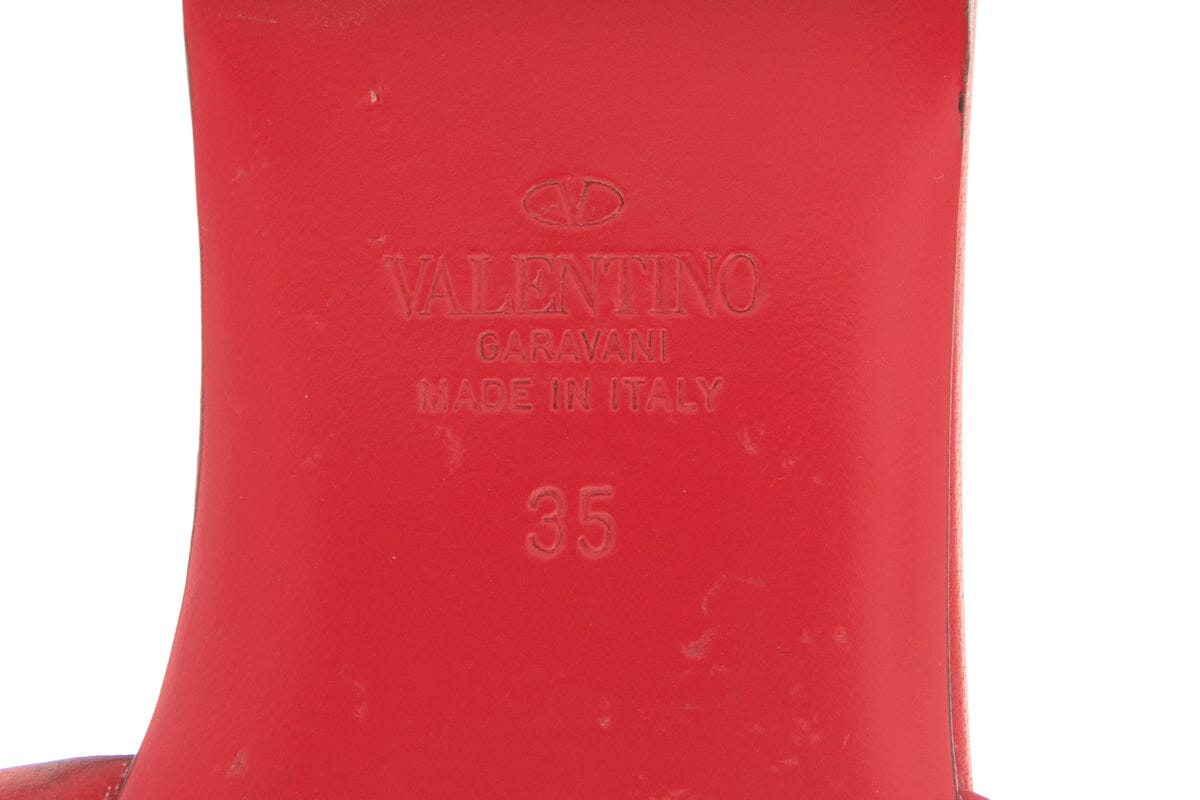 V
VALENTINO
GARAVANI
MADE IN ITALY
35